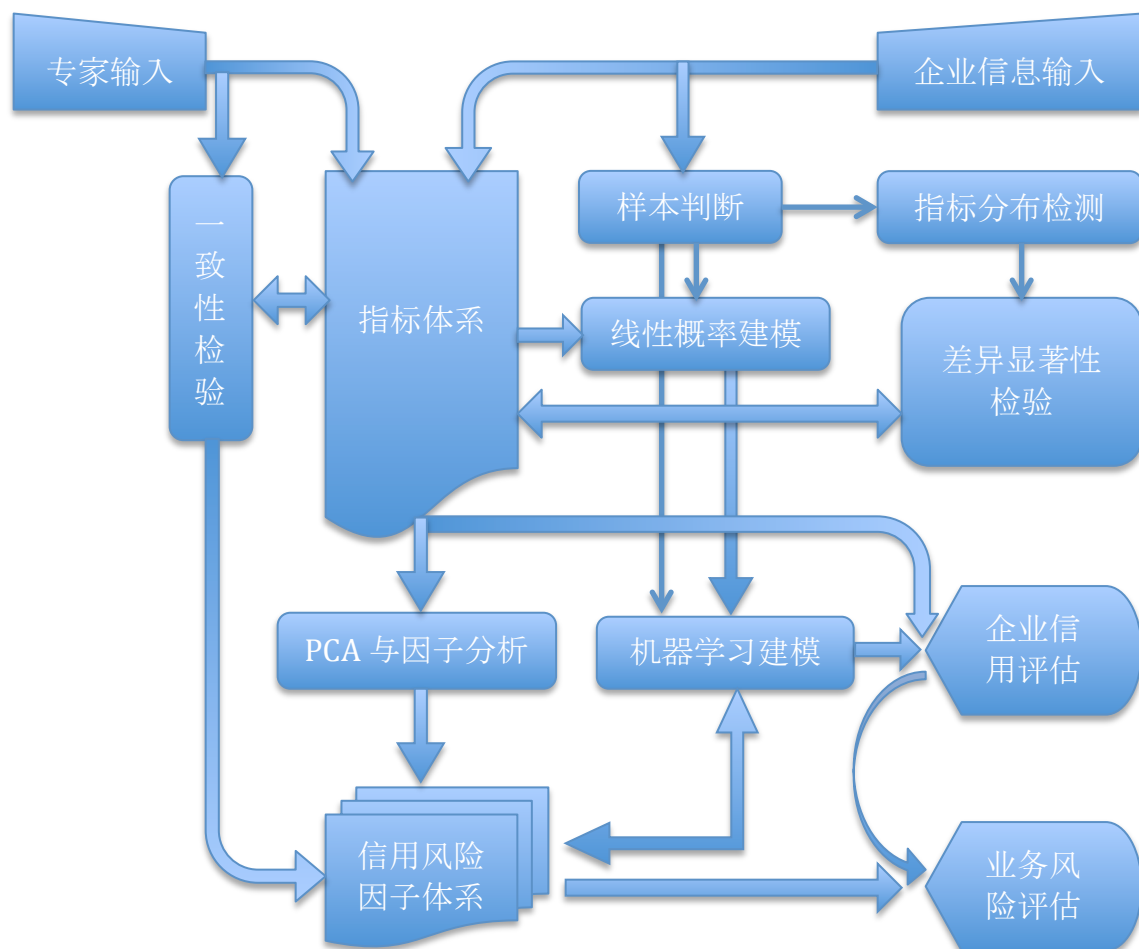 专家输入
企业信息输入
一
致
性
检
验
指标体系
样本判断
指标分布检测
线性概率建模
差异显著性
检验
PCA 与因子分析
机器学习建模
企业信
用评估
信用风险
因子体系
业务风
险评估